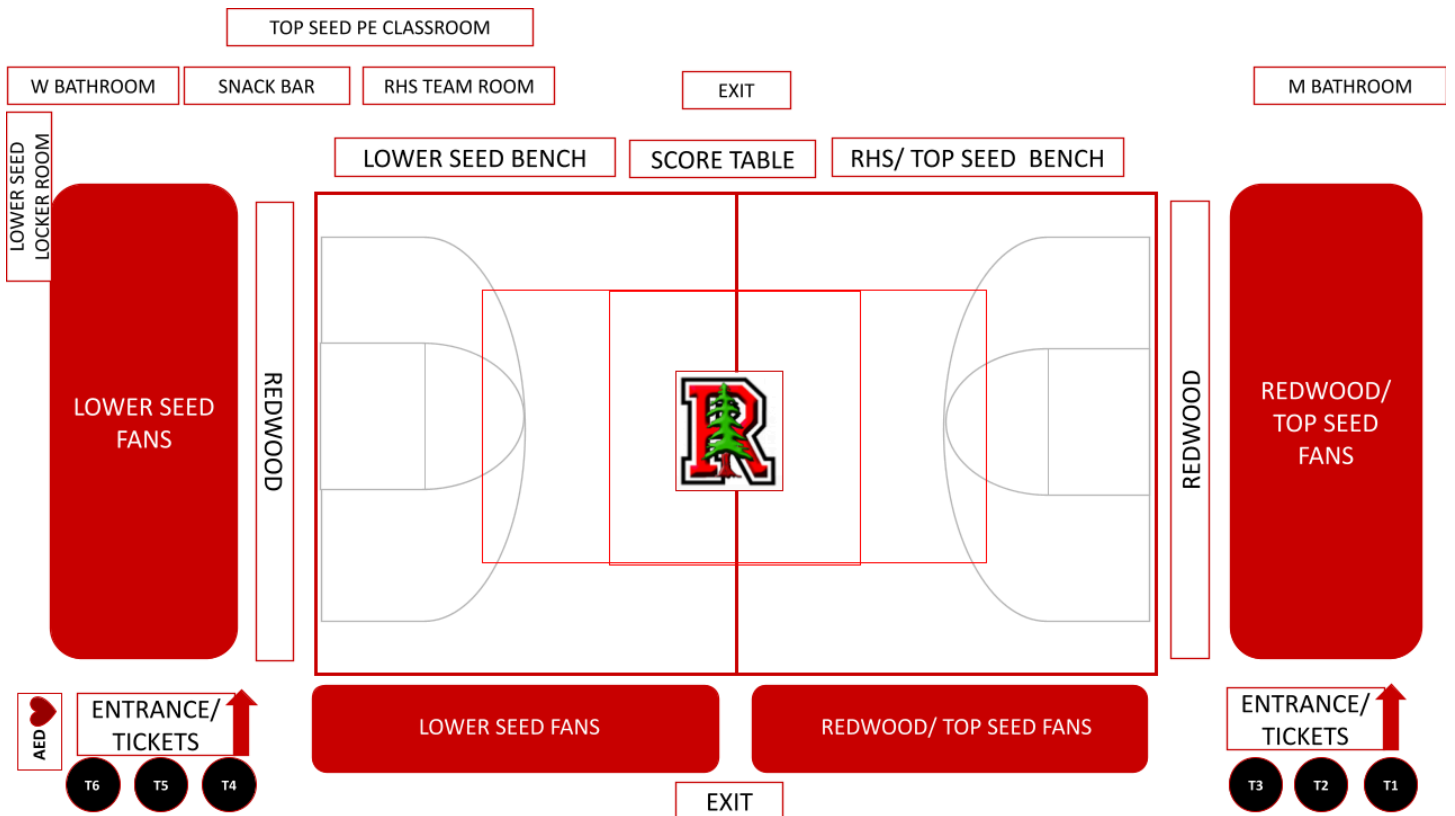 TOP SEED PE CLASSROOM
W BATHROOM
SNACK BAR
RHS TEAM ROOM
EXIT
M BATHROOM
LOWER SEED
LOCKER ROOM
LOWER SEED BENCH
SCORE TABLE
RHS/ TOP SEED BENCH
LOWER SEED
FANS
REDWOOD
R
REDWOOD
REDWOOD/
TOP SEED
FANS
AED
ENTRANCE/
TICKETS
LOWER SEED FANS
REDWOOD/ TOP SEED FANS
ENTRANCE/
TICKETS
T6
T5
T4
EXIT
T3
T2
T1